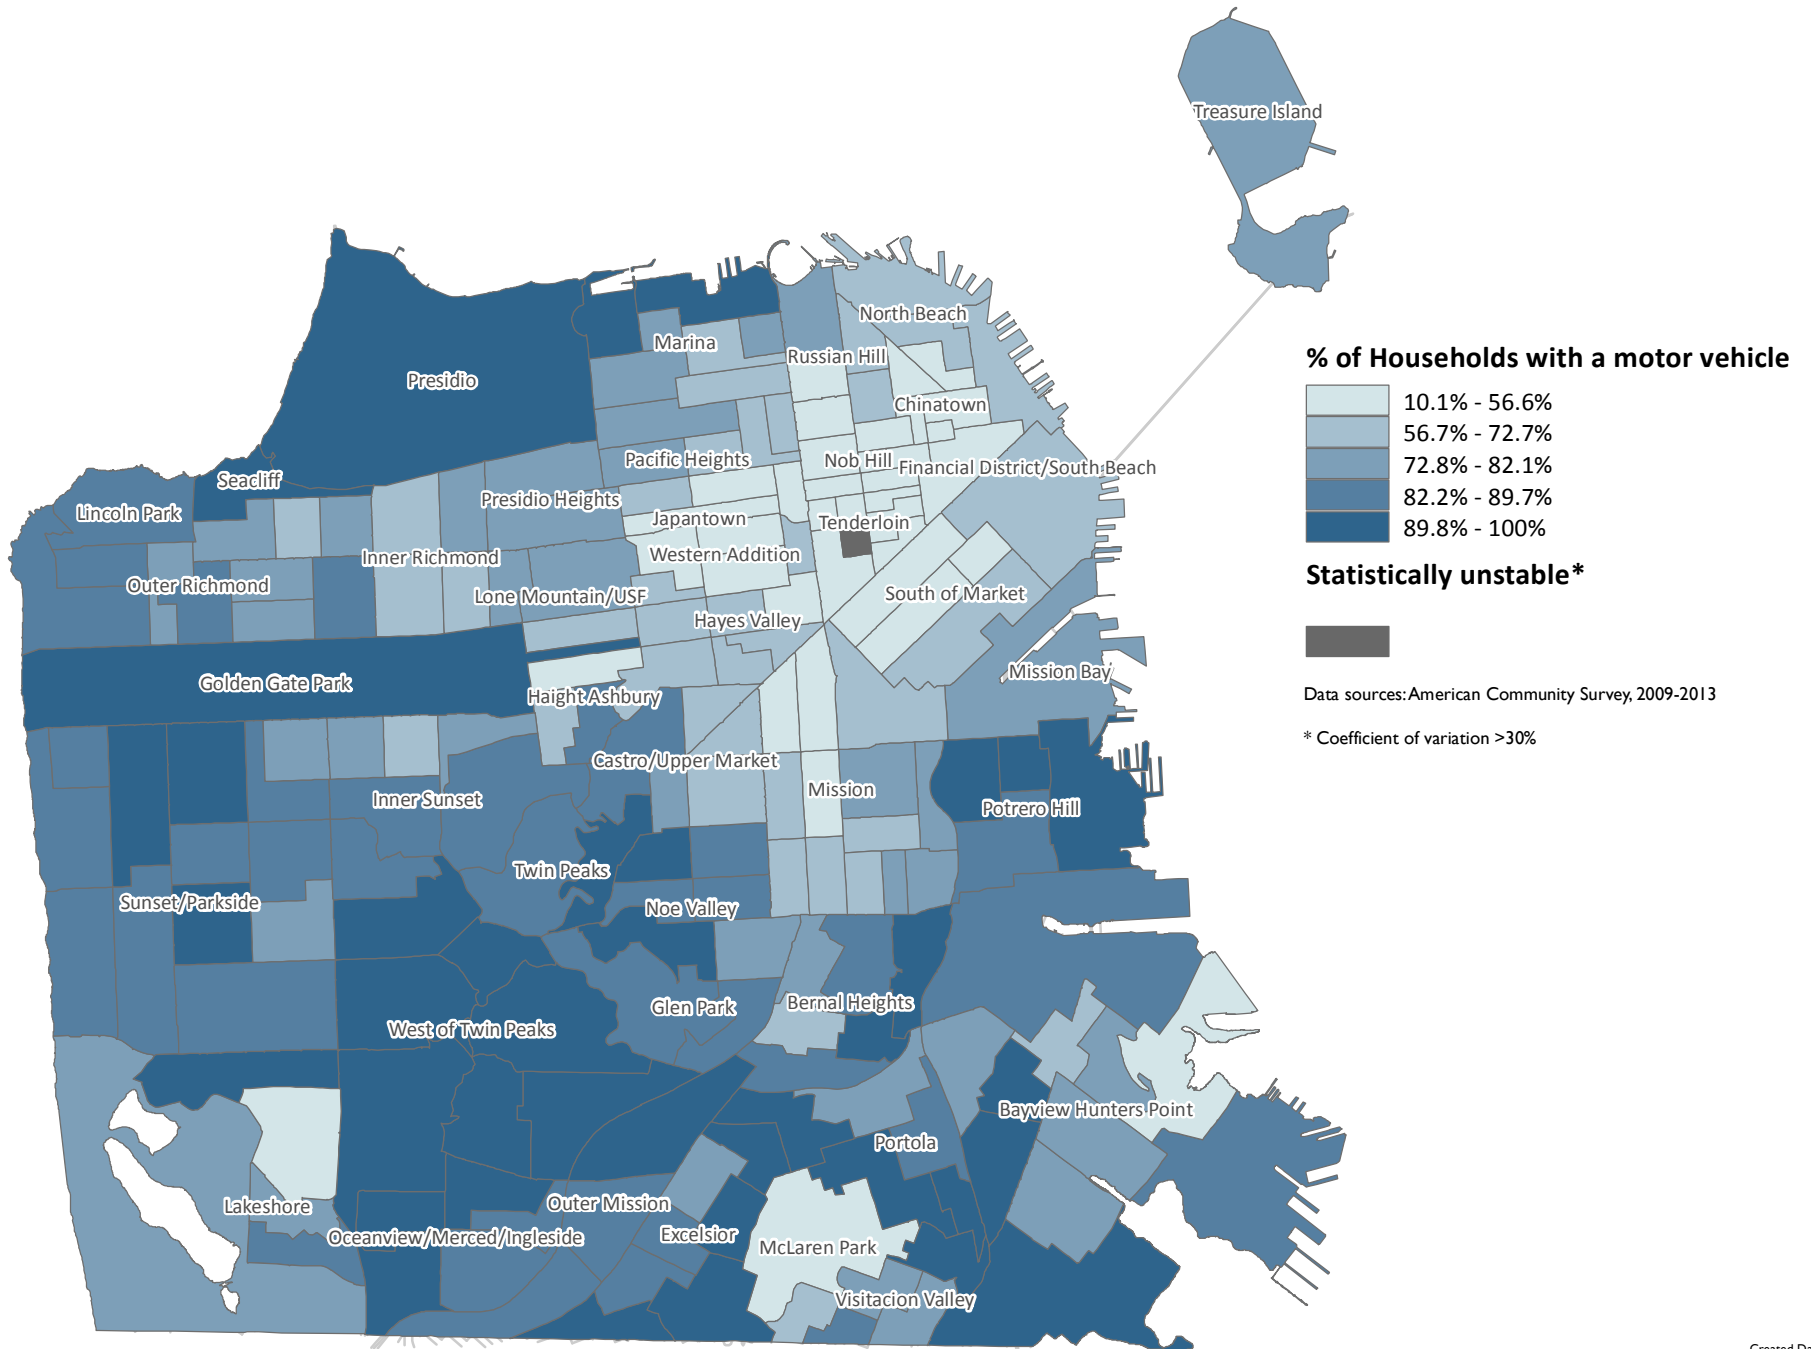 Treasure Island
North Beach
Marina
Russian Hill
Presidio
Chinatown
Pacific Heights
Nob Hill
Financial District/South Beach
Seacliff
Presidio Heights
Lincoln Park
Japantown
Tenderloin
Western Addition
Inner Richmond
Outer Richmond
Lone Mountain/USF
South of Market
Hayes Valley
Mission Bay
Golden Gate Park
Haight Ashbury
Castro/Upper Market
Mission
Inner Sunset
Potrero Hill
Twin Peaks
Sunset/Parkside
Noe Valley
Glen Park
Bernal Heights
West of Twin Peaks
Bayview Hunters Point
Portola
Lakeshore
Outer Mission
Oceanview/Merced/Ingleside
Excelsior
McLaren Park
Visitacion Valley
% of Households with a motor vehicle
10.1% - 56.6%
56.7% - 72.7%
72.8% - 82.1%
82.2% - 89.7%
89.8% - 100%
Statistically unstable*
Data sources: American Community Survey, 2009-2013
* Coefficient of variation >30%